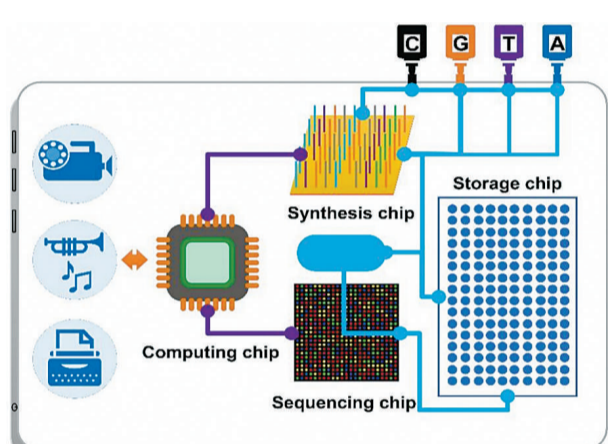 C G T A
Storage chip
Synthesis chip
Computing chip
Sequencing chip